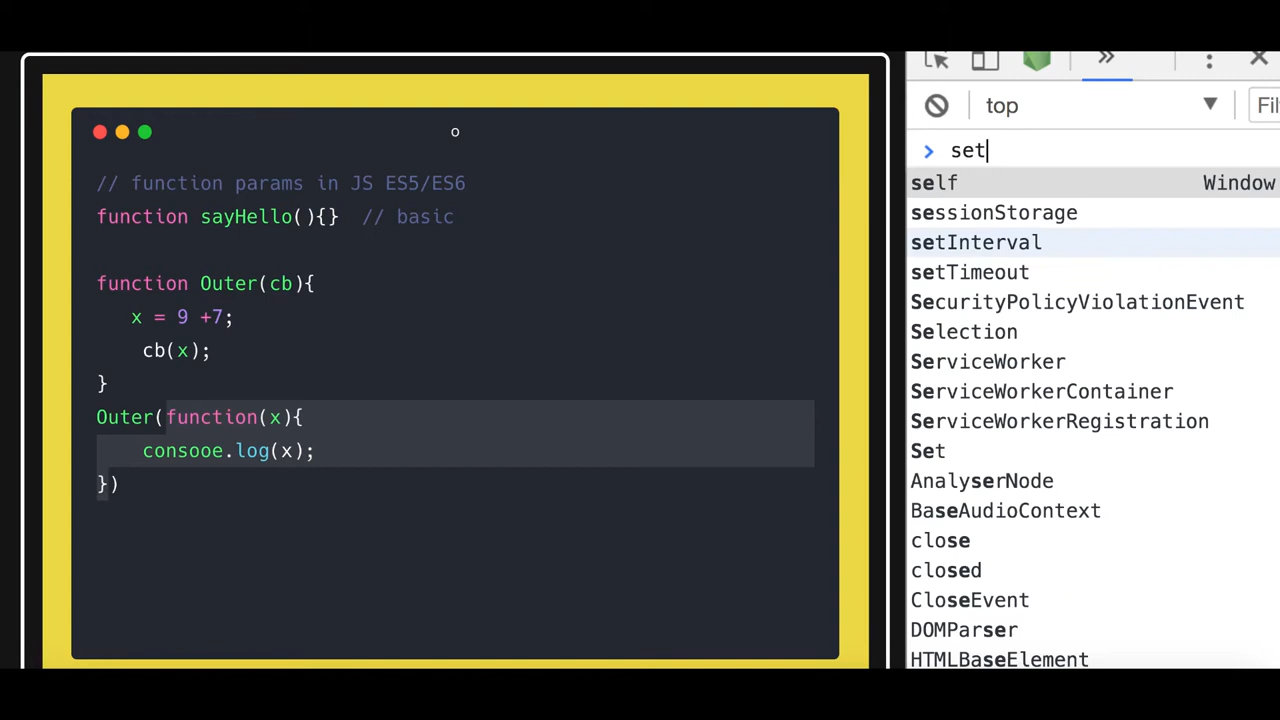 o
// function params in JS ES5/ES6
function sayHello(){} // basic
function Outer(cb){
x = 9 +7;
cb(x);
}
Outer(function(x){
consooe.log(x);
})
top
Fil
> set
self Window
sessionStorage
setInterval
setTimeout
SecurityPolicyViolationEvent
Selection
ServiceWorker
ServiceWorkerContainer
ServiceWorkerRegistration
Set
AnalyserNode
BaseAudioContext
close
closed
CloseEvent
DOMParser
HTMLBaseElement